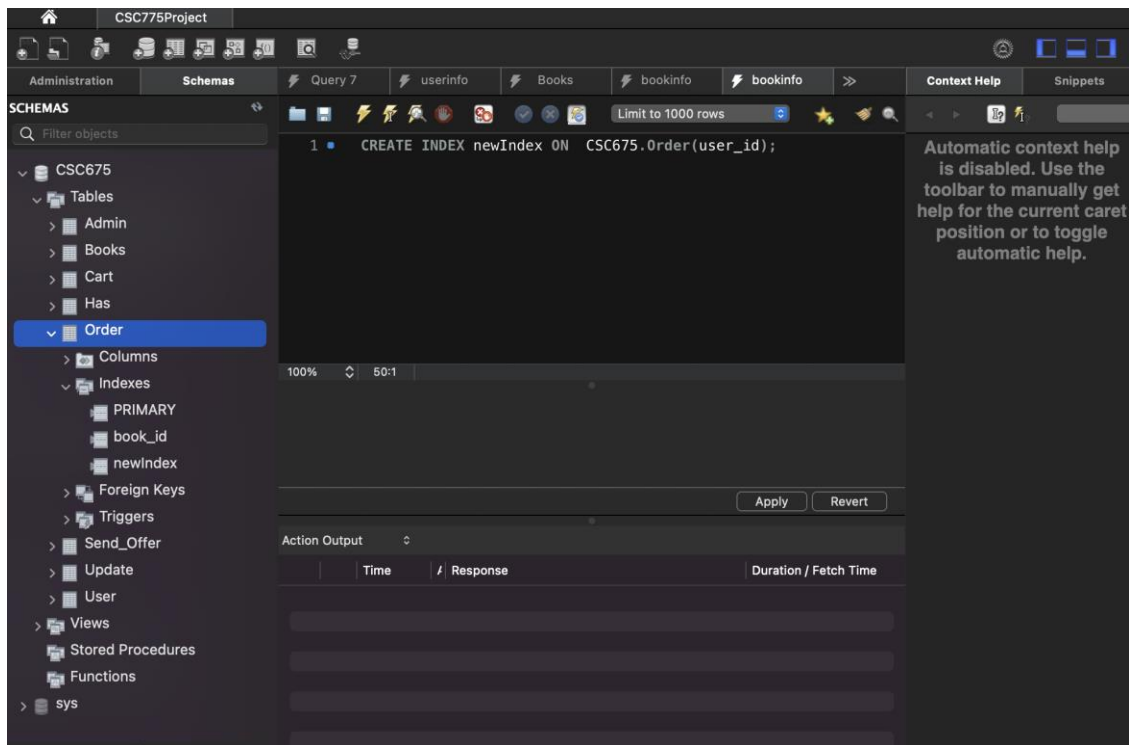 CSC775Project
Administration
Schemas
Query 7
userinfo
Books
bookinfo
bookinfo
Context Help
Snippets
SCHEMAS
Filter objects
Limit to 1000 rows
1 CREATE INDEX newIndex ON CSC675.Order(user_id);
Automatic context help
is disabled. Use the
toolbar to manually get
help for the current caret
position or to toggle
automatic help.
CSC675
Tables
Admin
Books
Cart
Has
Order
Columns
Indexes
PRIMARY
book_id
newIndex
Foreign Keys
Triggers
Send_Offer
Update
User
Views
Stored Procedures
Functions
sys
100% 50:1
Apply
Revert
Action Output
Time
Response
Duration / Fetch Time